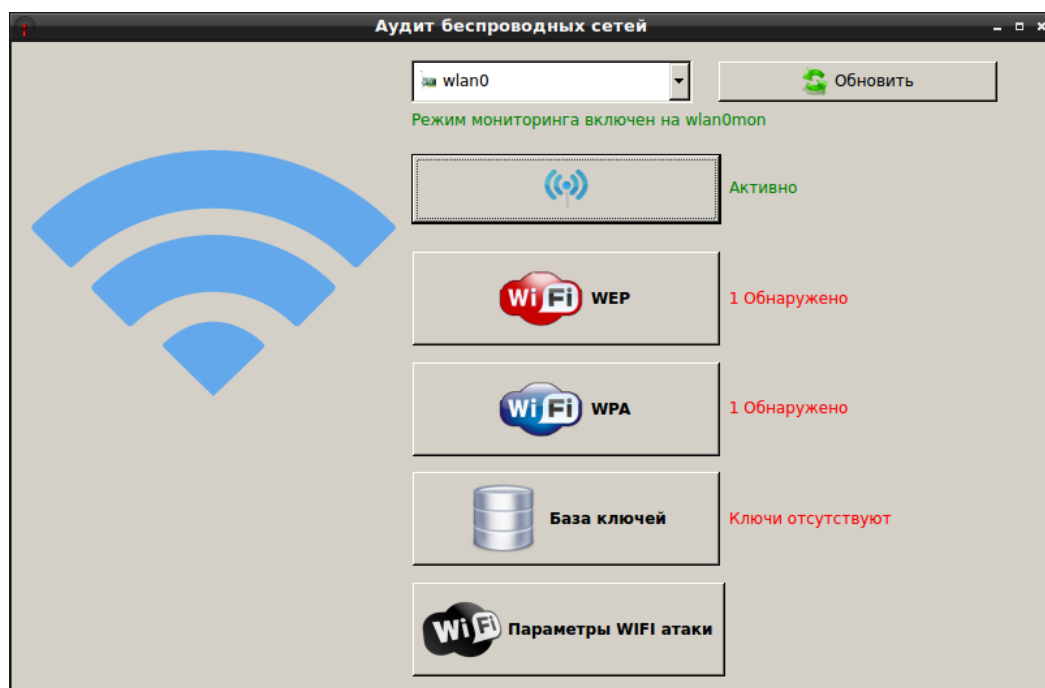 Аудит беспроводных сетей
wlan0
Обновить
Режим мониторинга включен на wlan0mon
Активно
Wi Fi WEP
1 Обнаружено
Wi Fi WPA
1 Обнаружено
База ключей
Ключи отсутствуют
Wi Fi Параметры WIFI атаки